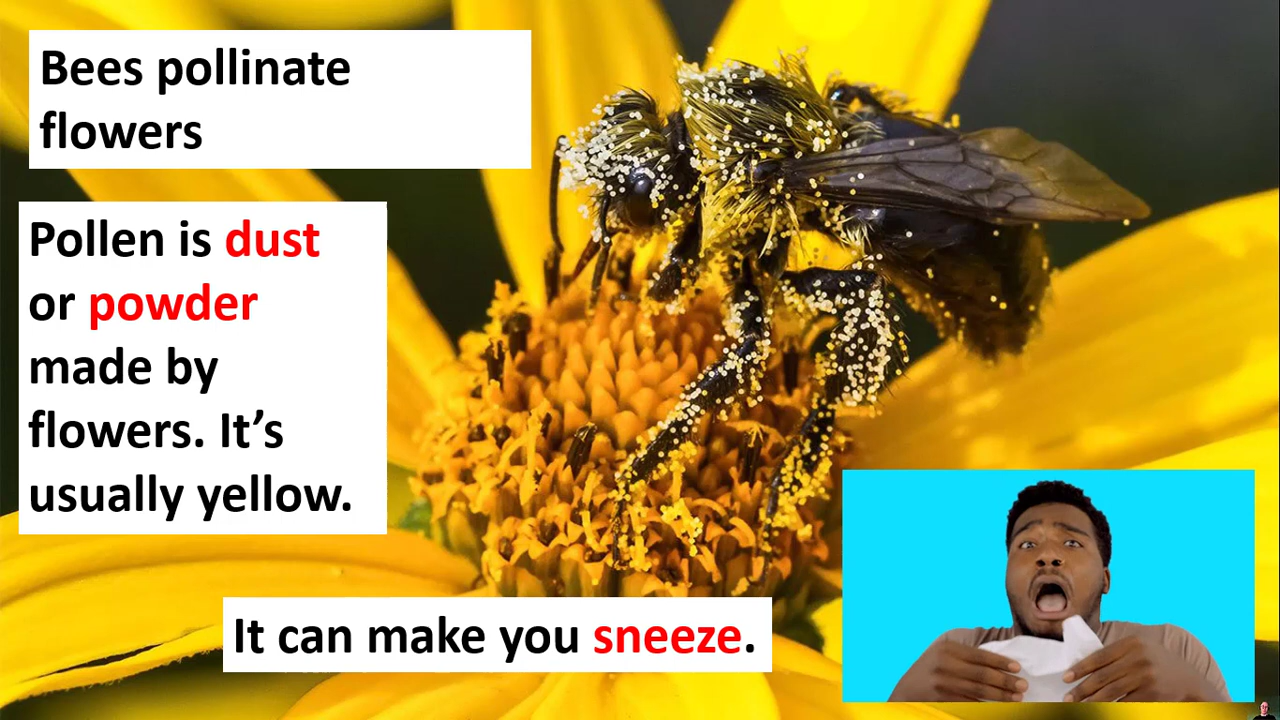 Bees pollinate
flowers
Pollen is dust
or powder
made by
flowers. It’s
usually yellow.
It can make you sneeze.